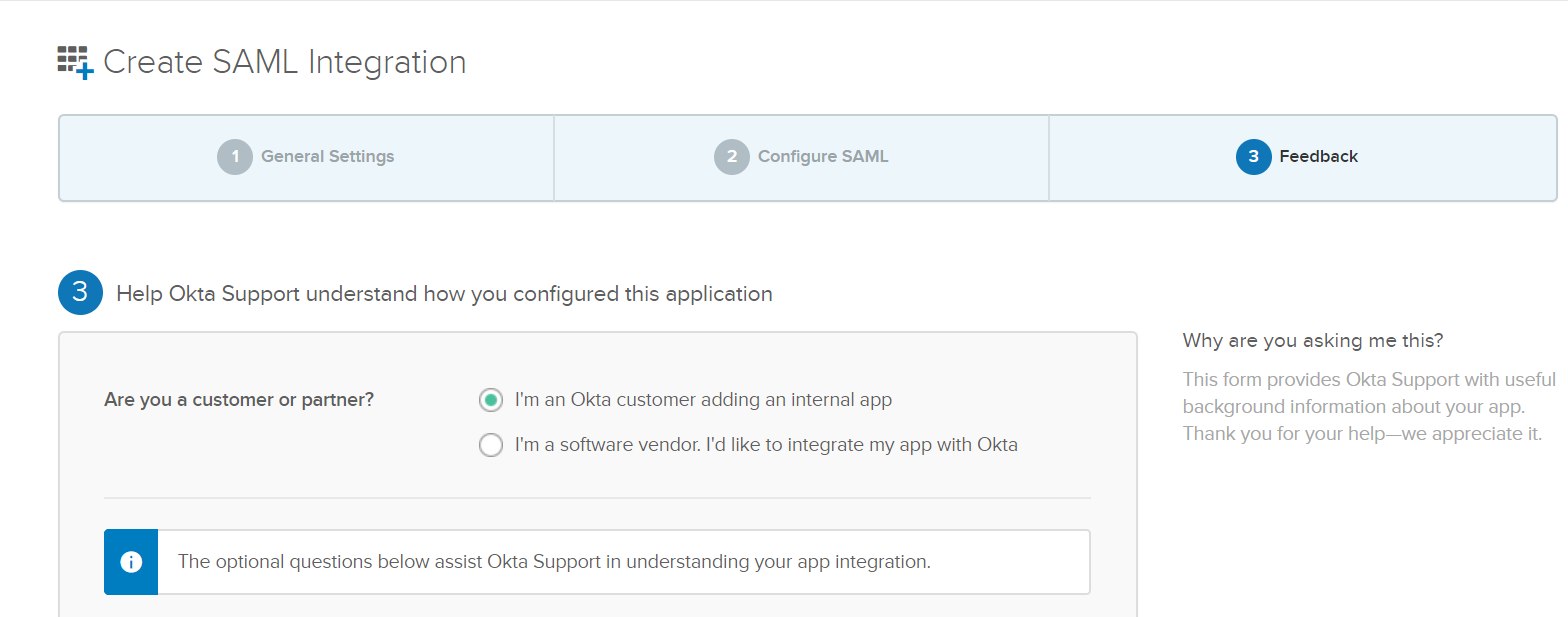 Create SAML Integration
1 General Settings
2 Configure SAML
3 Feedback
3 Help Okta Support understand how you configured this application
Are you a customer or partner?
I'm an Okta customer adding an internal app
I'm a software vendor. I'd like to integrate my app with Okta
The optional questions below assist Okta Support in understanding your app integration.
Why are you asking me this?
This form provides Okta Support with useful
background information about your app.
Thank you for your help—we appreciate it.